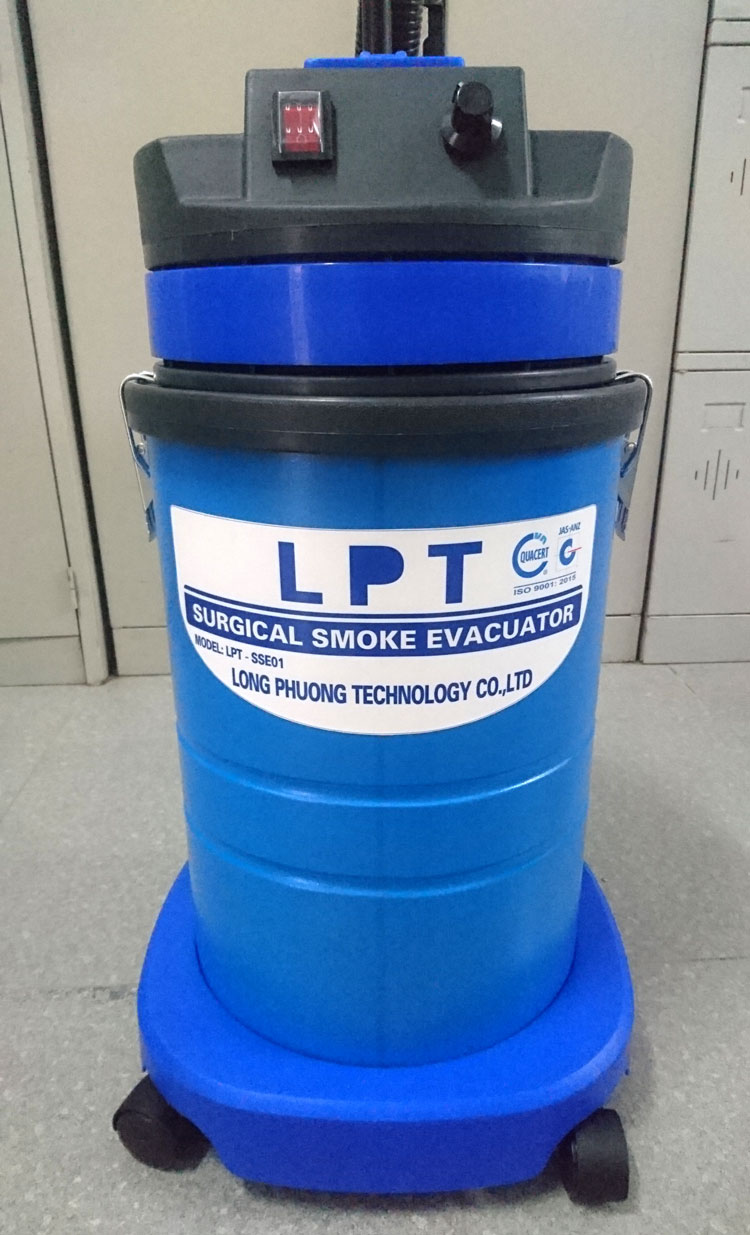 LPT
QUACERT
JAS-ANZ
ISO 9001: 2015
SURGICAL SMOKE EVACUATOR
MODEL: LPT - SSE01
LONG PHUONG TECHNOLOGY CO.,LTD